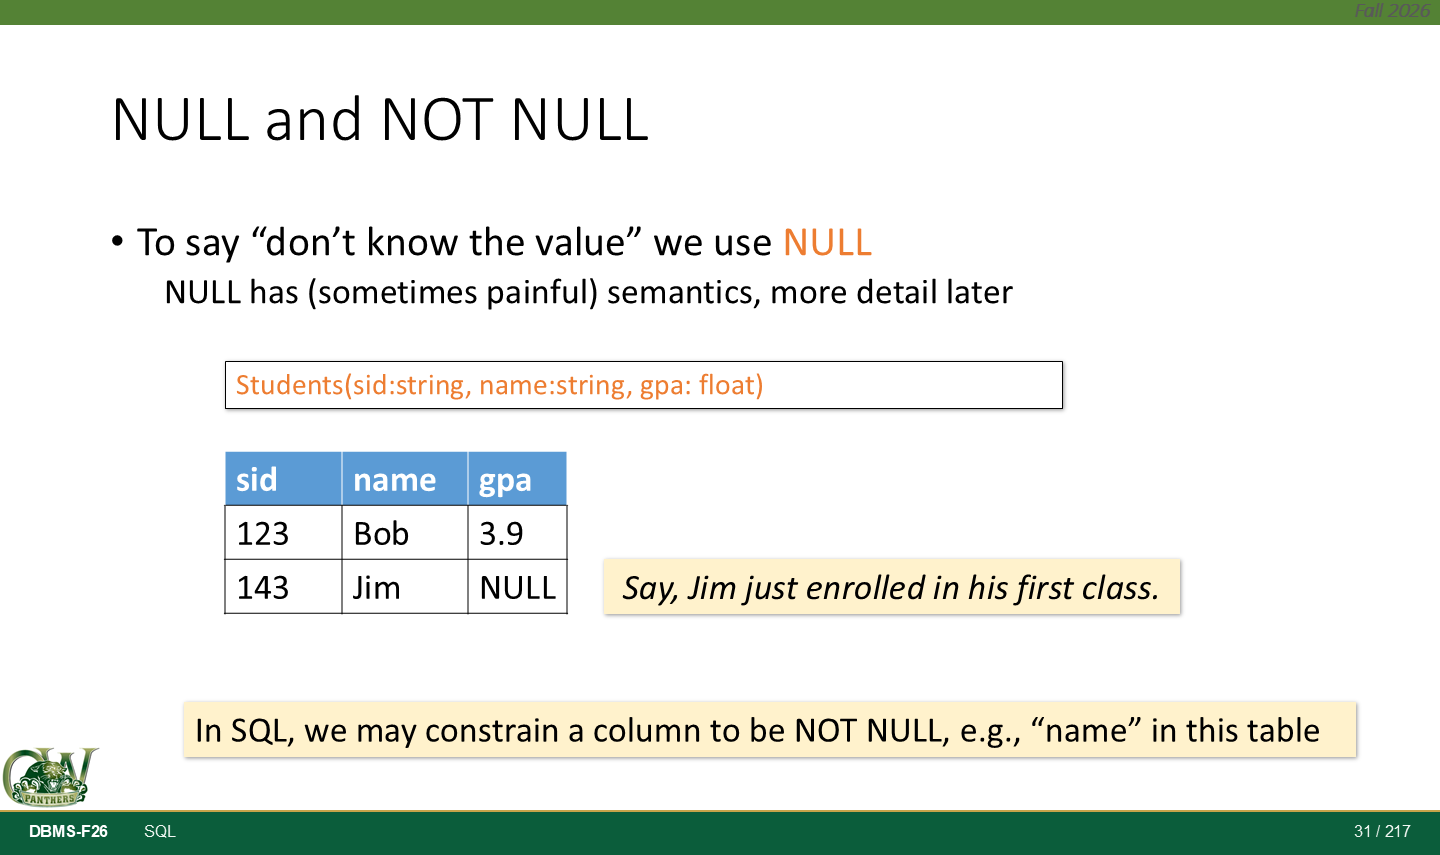 Fall 2026
NULL and NOT NULL
• To say “don’t know the value” we use NULL
NULL has (sometimes painful) semantics, more detail later
Students(sid:string, name:string, gpa: float)
sid name gpa
123 Bob 3.9
143 Jim NULL
Say, Jim just enrolled in his first class.
In SQL, we may constrain a column to be NOT NULL, e.g., “name” in this table
OW
PANTHERS
DBMS-F26 SQL 31 / 217